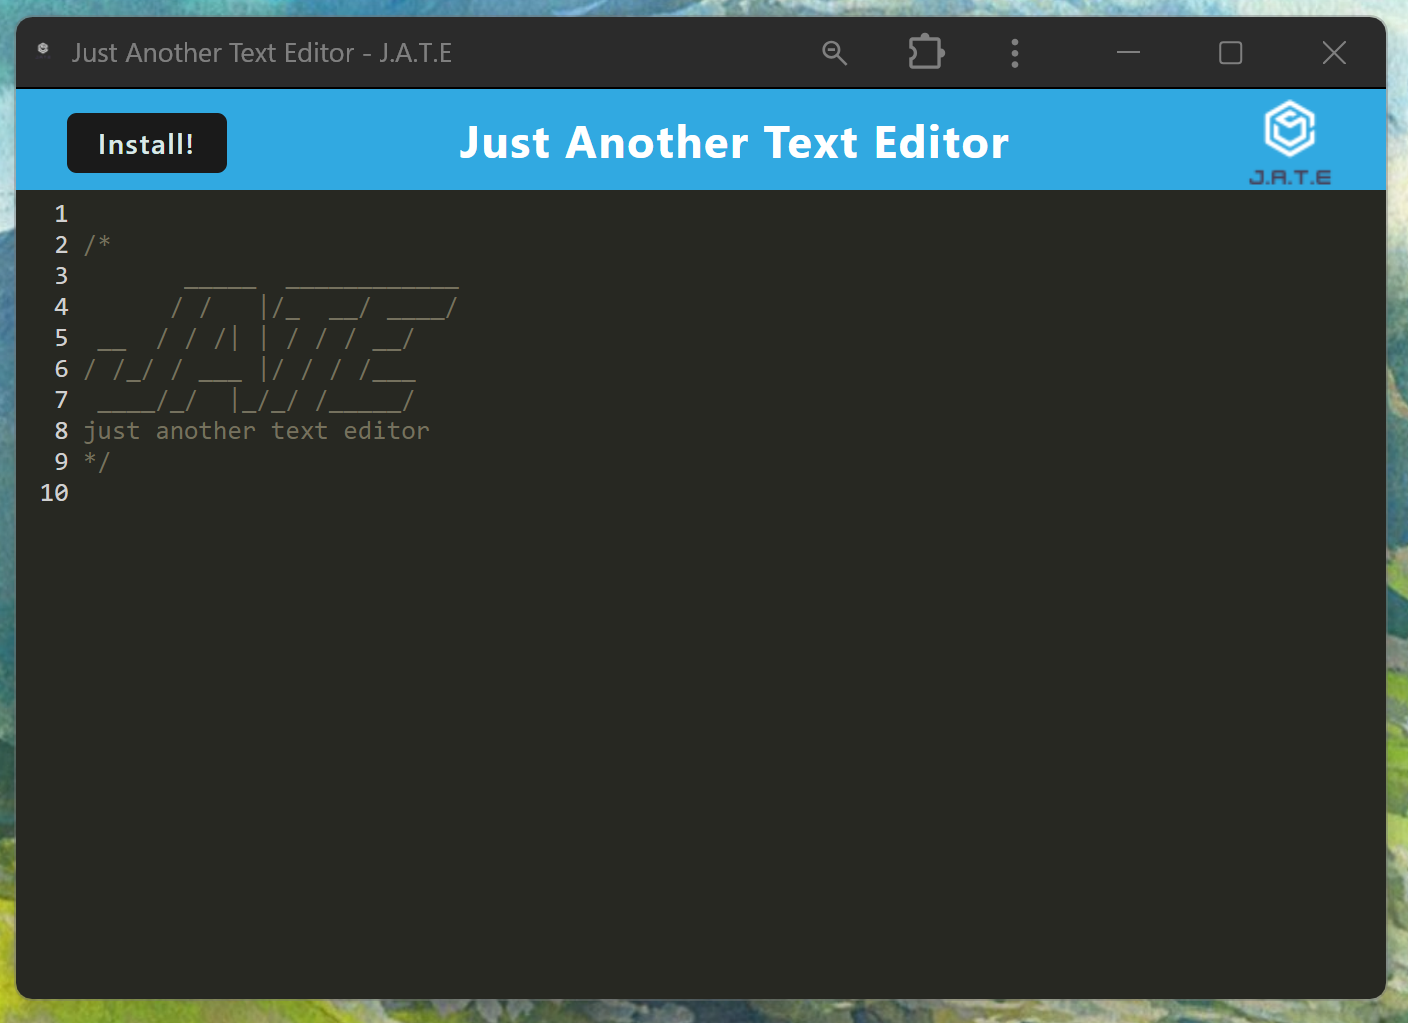 Just Another Text Editor - J.A.T.E
Install!
Just Another Text Editor
J.A.T.E
1
2 /*
3        _____  ____________
4       / /   |/_  __/ ____/
5  __  / / /| | / / / __/
6 / /_/ / ___ |/ / / /___
7  ____/_/  |_/_/ /_____/
8 just another text editor
9 */
10